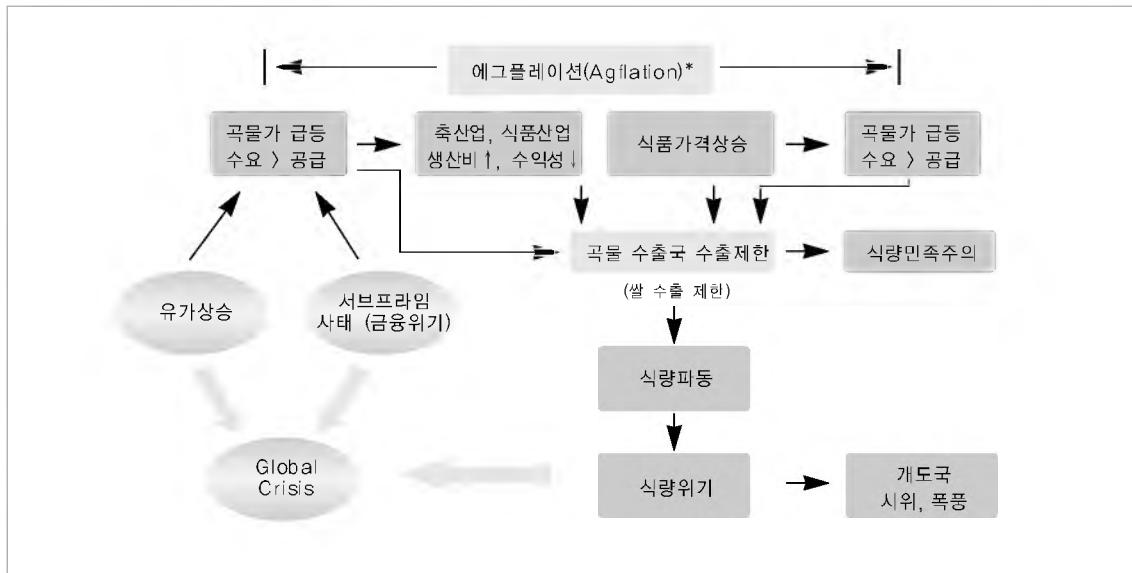 에그플레이션(Agflation)*
곡물가 급등
수요 > 공급
축산업, 식품산업
생산비↑, 수익성↓
식품가격상승
곡물가 급등
수요 > 공급
곡물 수출국 수출제한
(쌀 수출 제한)
식량민족주의
유가상승
서브프라임
사태 (금융위기)
식량파동
Global
Crisis
식량위기
개도국
시위, 폭풍